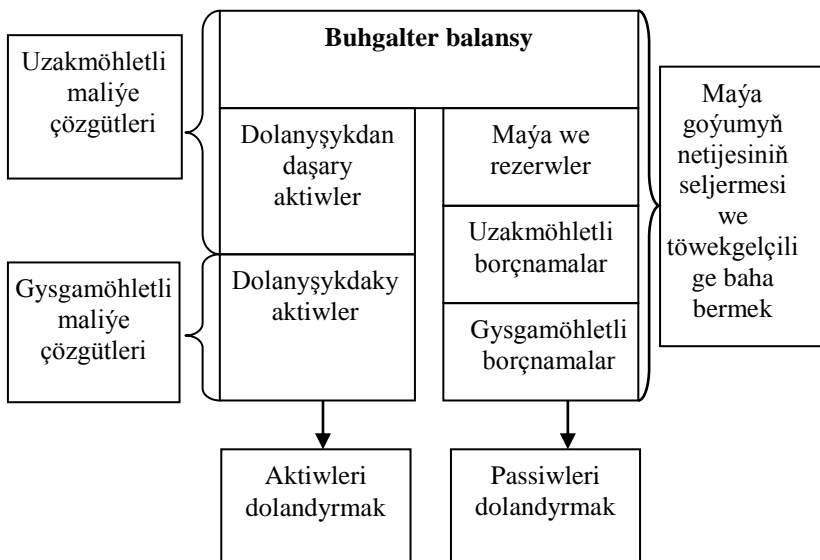 Buhgalter balansy
Uzakmöhletli
maliýe
çözgütleri
Dolanyşykdan
daşary
aktiwler
Maýa we
rezerwler
Maýa
goýumyň
netijesiniň
seljermesi
we
töwekgelçili
ge baha
bermek
Uzakmöhletli
borçnamalar
Gysgamöhletli
maliýe
çözgütleri
Dolanyşykdaky
aktiwler
Gysgamöhletli
borçnamalar
Aktiwleri
dolandyrmak
Passiwleri
dolandyrmak